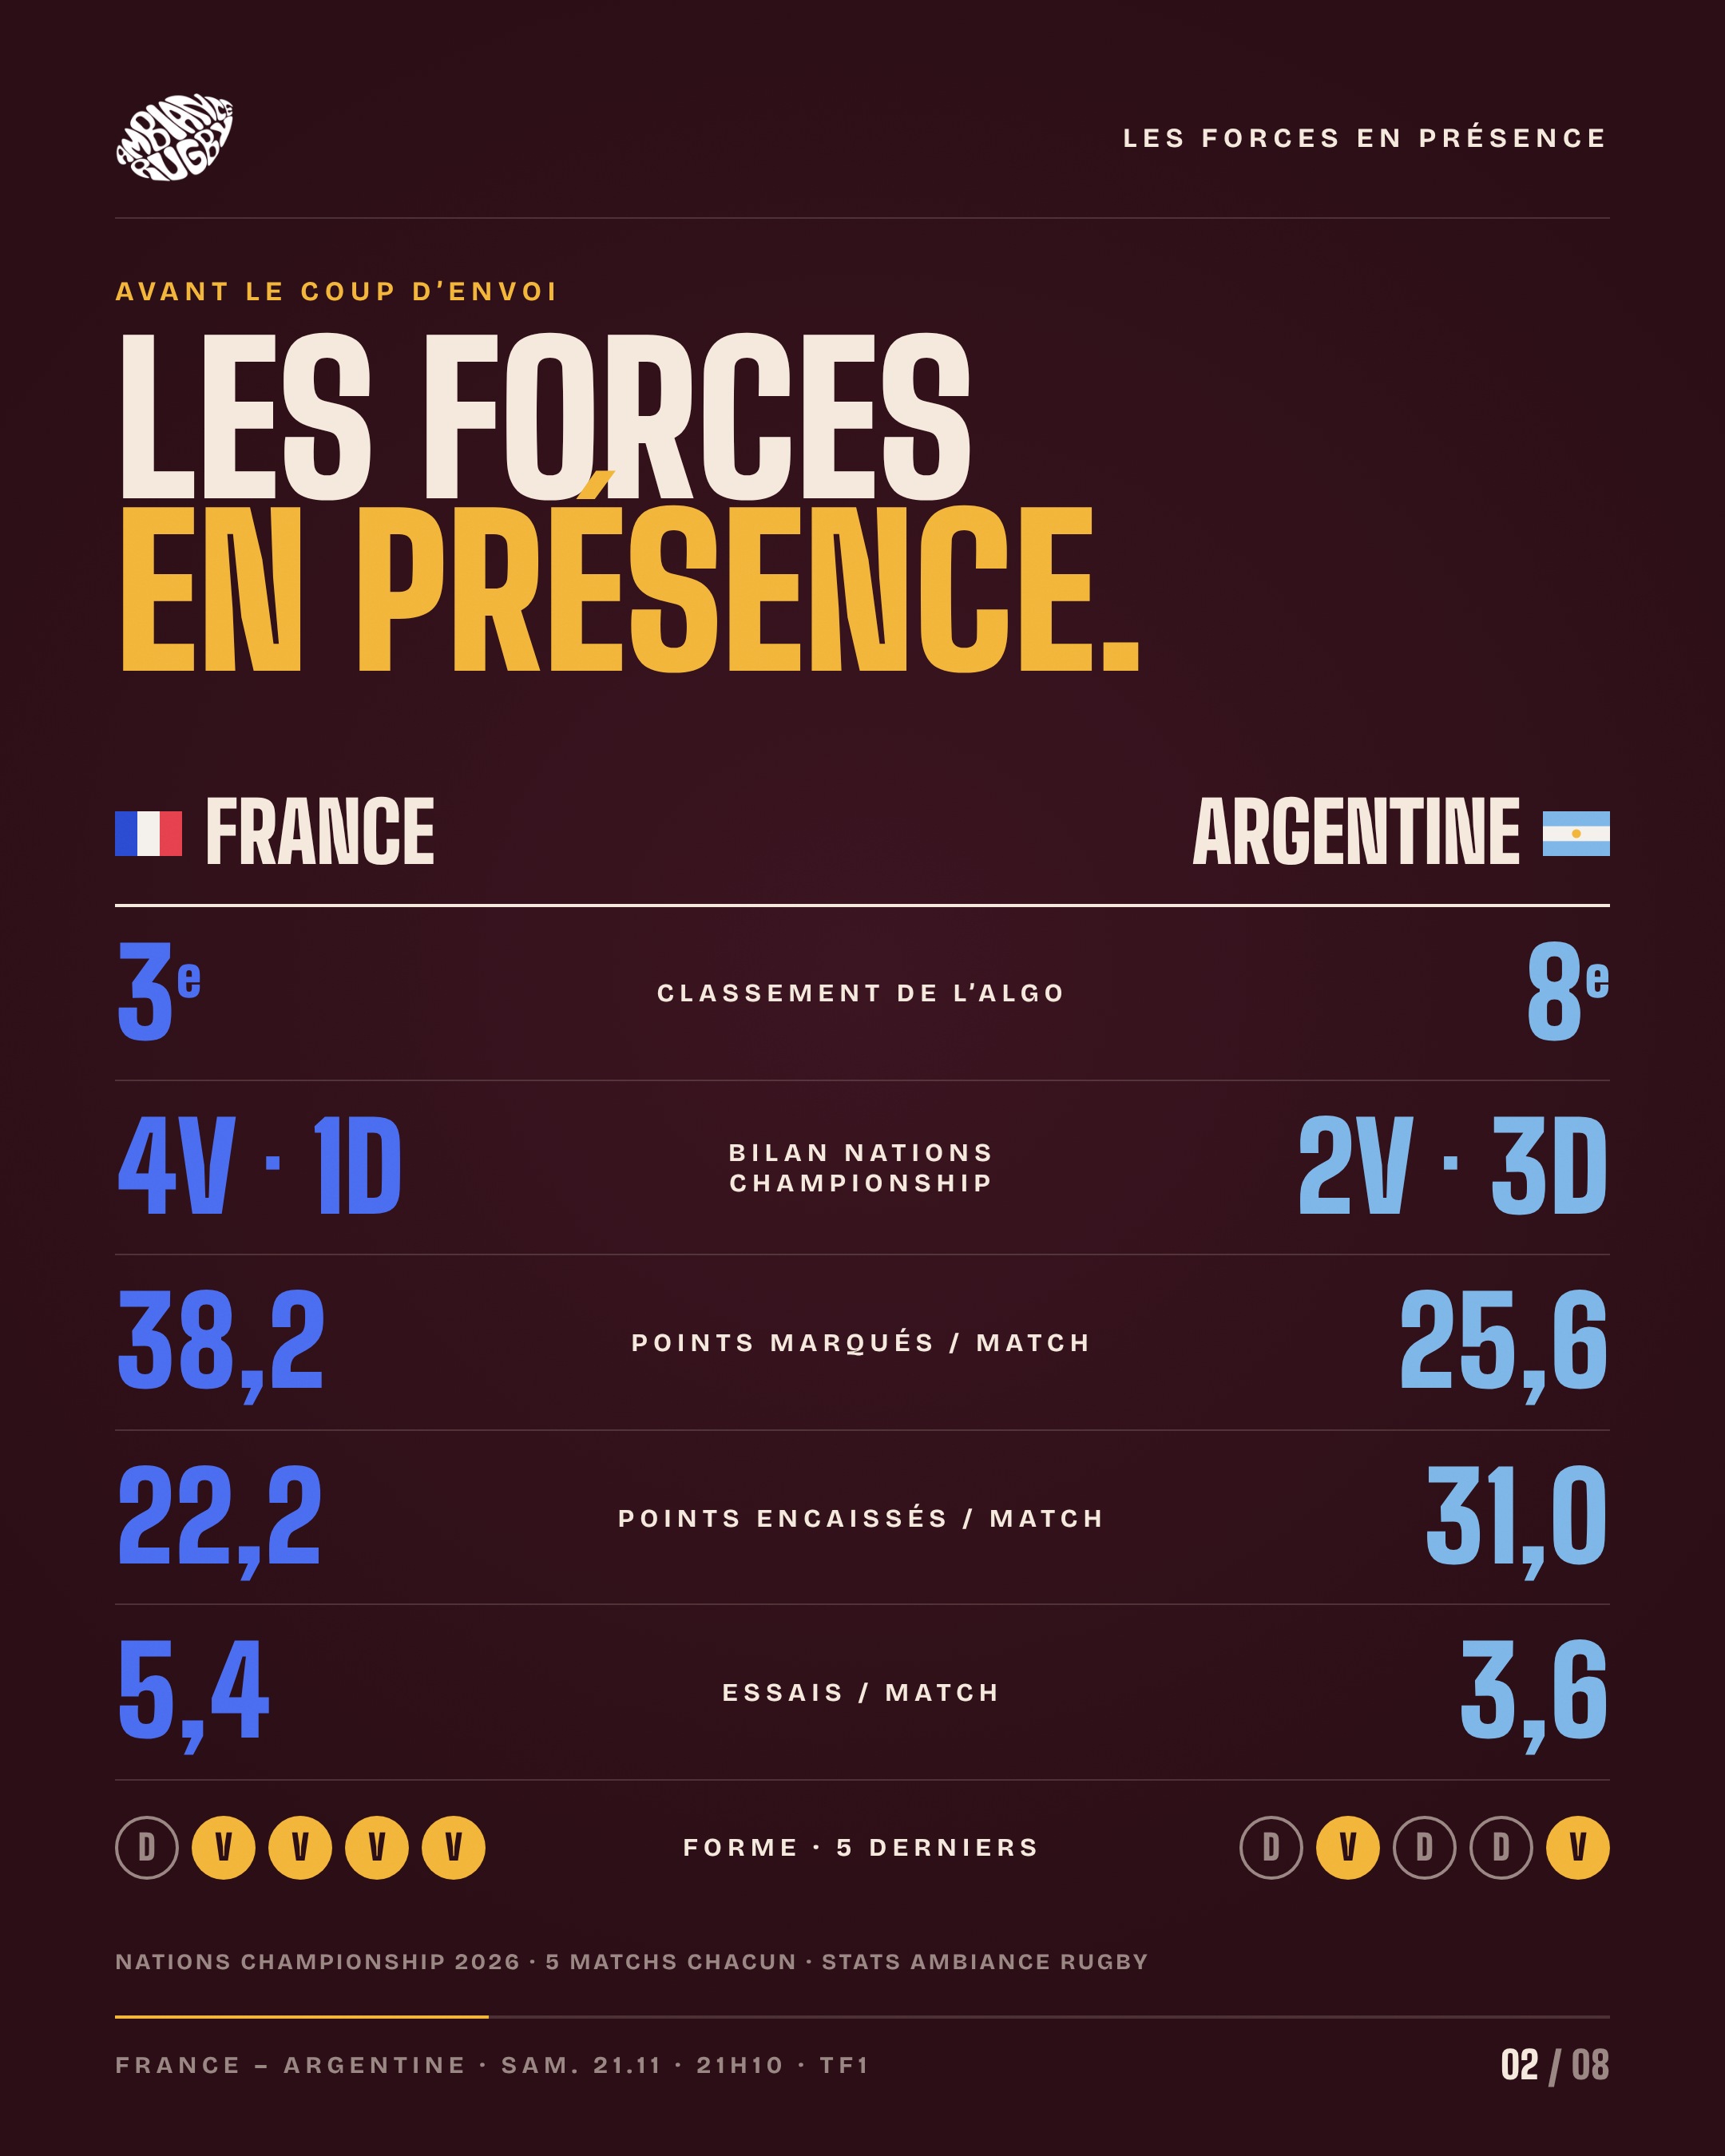 AMBIANCE
RUGBY
LES FORCES EN PRÉSENCE
AVANT LE COUP D'ENVOI
LES FORCES
EN PRÉSENCE.
FRANCE ARGENTINE
3e CLASSEMENT DE L'ALGO 8e
4V · 1D BILAN NATIONS CHAMPIONSHIP 2V · 3D
38,2 POINTS MARQUÉS / MATCH 25,6
22,2 POINTS ENCAISSÉS / MATCH 31,0
5,4 ESSAIS / MATCH 3,6
D V V V V FORME · 5 DERNIERS D V D D V
NATIONS CHAMPIONSHIP 2026 · 5 MATCHS CHACUN · STATS AMBIANCE RUGBY
FRANCE – ARGENTINE · SAM. 21.11 · 21H10 · TF1 02 / 08